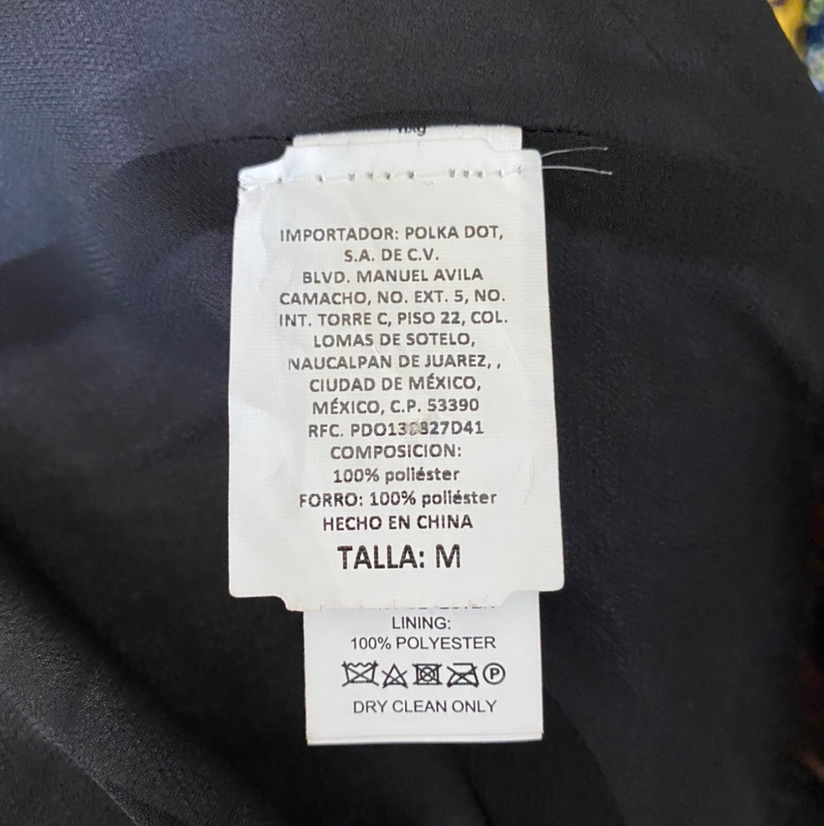 IMPORTADOR: POLKA DOT,
S.A. DE C.V.
BLVD. MANUEL AVILA
CAMACHO, NO. EXT. 5, NO.
INT. TORRE C, PISO 22, COL.
LOMAS DE SOTELO,
NAUCALPAN DE JUAREZ, ,
CIUDAD DE MÉXICO,
MÉXICO, C.P. 53390
RFC.
COMPOSICION:
100% poliéster
FORRO: 100% poliéster
HECHO EN CHINA
TALLA: M
LINING:
100% POLYESTER
P
DRY CLEAN ONLY